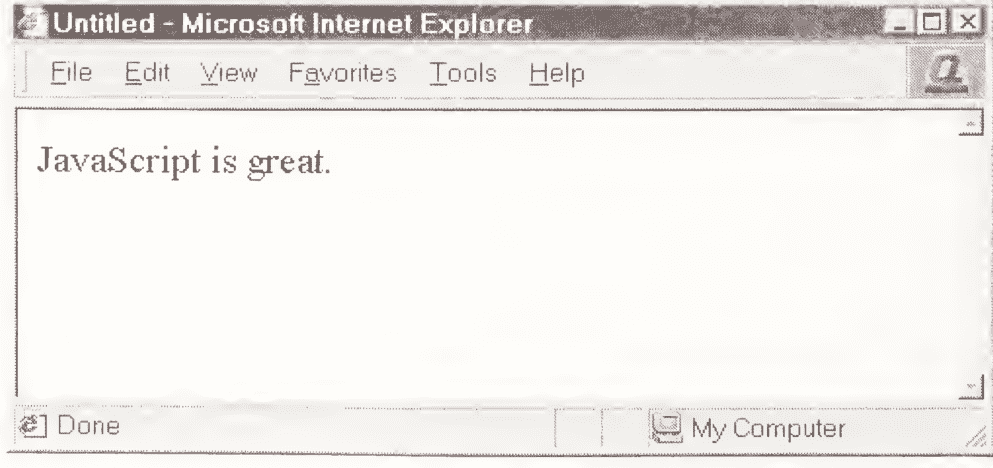 Untitled - Microsoft Internet Explorer
File Edit View Favorites Tools Help
JavaScript is great.
Done
My Computer